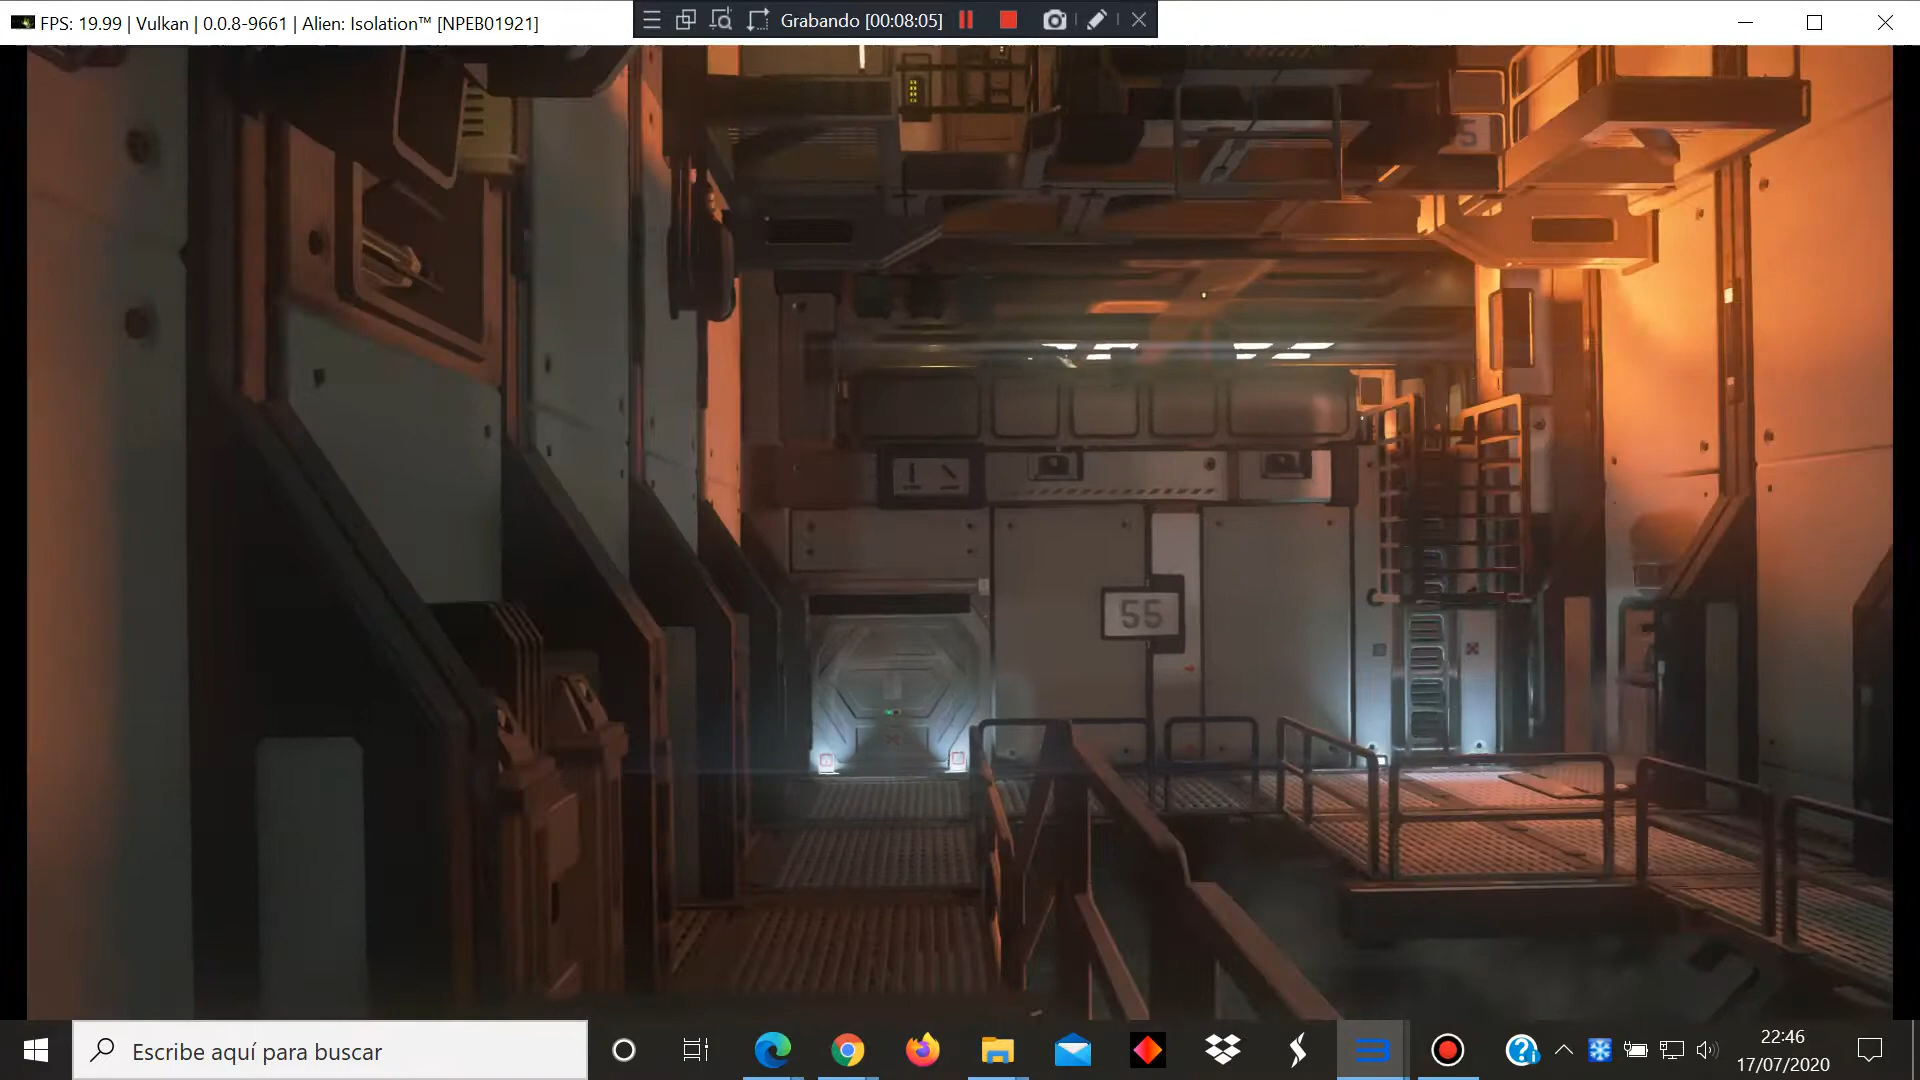 FPS: 19.99 | Vulkan | 0.0.8-9661 | Alien: Isolation™ [NPEB01921]
Grabando [00:08:05]
5
55
Escribe aquí para buscar
22:46
17/07/2020